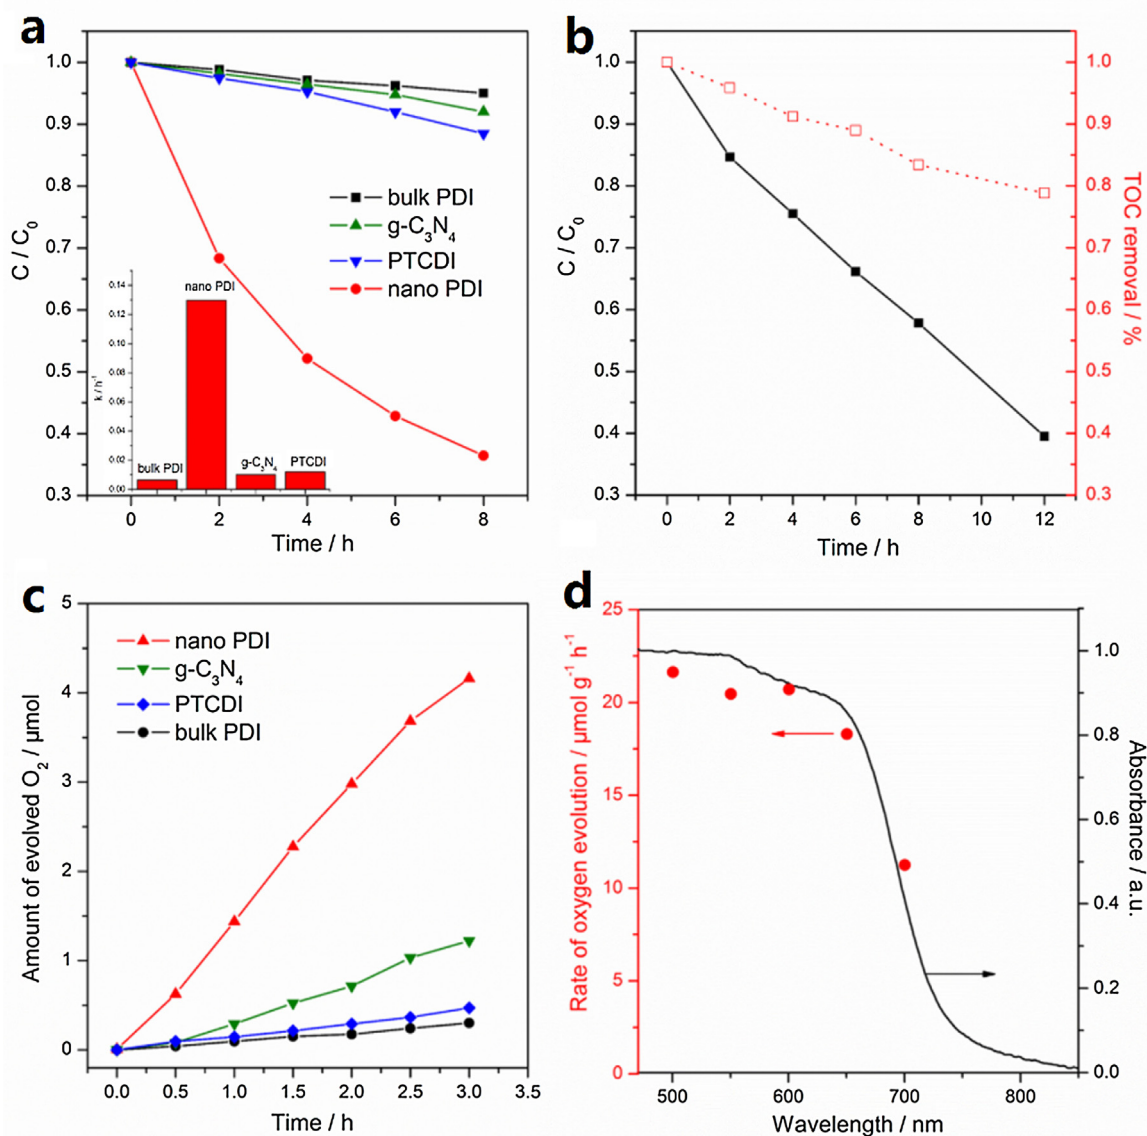 a
C / C₀
1.0
0.9
0.8
0.7
0.6
0.5
0.4
0.3
0 2 4 6 8
Time / h
bulk PDI
g-C₃N₄
PTCDI
nano PDI
k / h⁻¹
0.14
0.12
0.10
0.08
0.06
0.04
0.02
0.00
bulk PDI
nano PDI
g-C₃N₄
PTCDI
b
C / C₀
1.0
0.9
0.8
0.7
0.6
0.5
0.4
0.3
0 2 4 6 8 10 12
Time / h
1.0
0.9
0.8
0.7
0.6
0.5
0.4
0.3
TOC removal / %
c
Amount of evolved O₂ / μmol
5
4
3
2
1
0
0.0 0.5 1.0 1.5 2.0 2.5 3.0 3.5
Time / h
nano PDI
g-C₃N₄
PTCDI
bulk PDI
d
Rate of oxygen evolution / μmol g⁻¹ h⁻¹
25
20
15
10
5
0
500 600 700 800
Wavelength / nm
1.0
0.8
0.6
0.4
0.2
0.0
Absorbance / a.u.